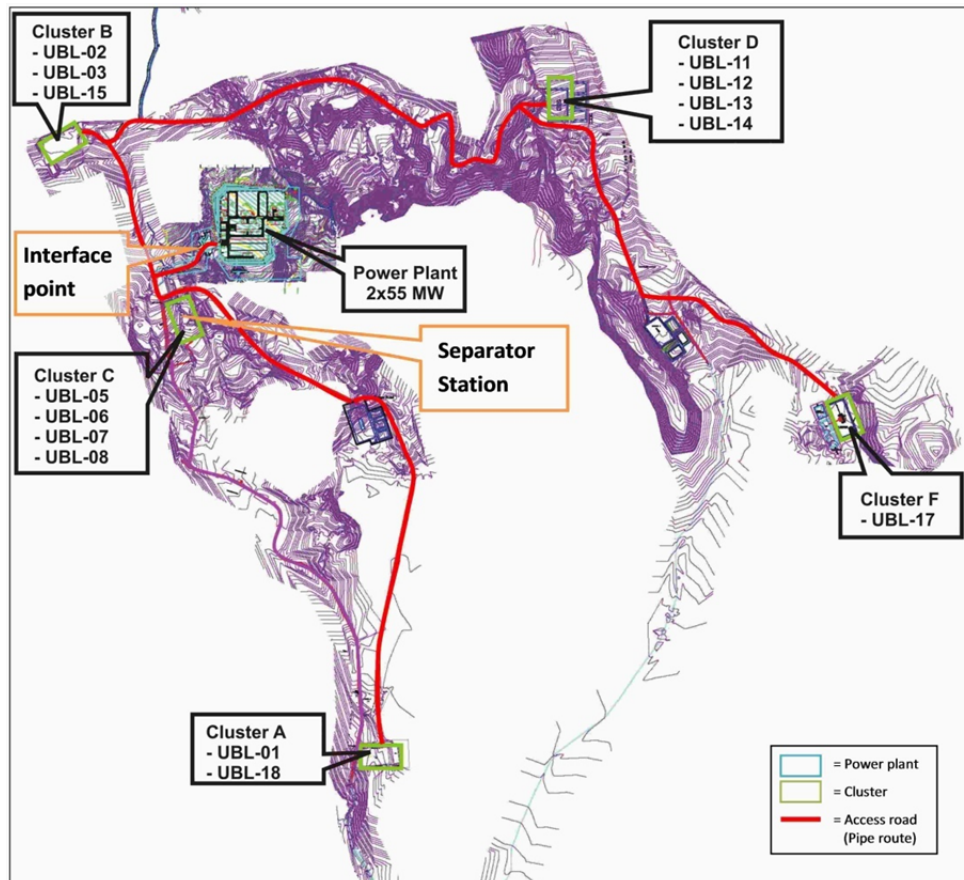 Cluster B
- UBL-02
- UBL-03
- UBL-15
Cluster D
- UBL-11
- UBL-12
- UBL-13
- UBL-14
Interface
point
Power Plant
2x55 MW
Separator
Station
Cluster C
- UBL-05
- UBL-06
- UBL-07
- UBL-08
Cluster F
- UBL-17
Cluster A
- UBL-01
- UBL-18
= Power plant
= Cluster
= Access road
(Pipe route)